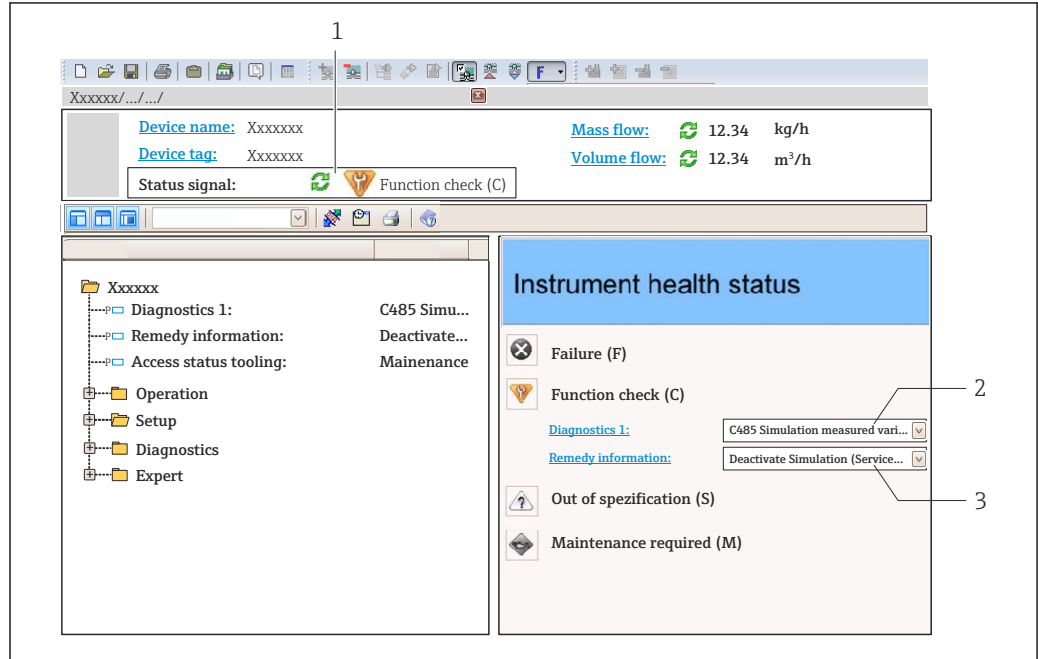 1
F
Xxxxxx/.../.../
Device name: Xxxxxxx
Mass flow: 12.34 kg/h
Device tag: Xxxxxxx
Volume flow: 12.34 m³/h
Status signal: Function check (C)
Xxxxxx
Diagnostics 1: C485 Simu...
Remedy information: Deactivate...
Access status tooling: Mainenance
Operation
Setup
Diagnostics
Expert
Instrument health status
Failure (F)
Function check (C)
2
Diagnostics 1: C485 Simulation measured vari...
Remedy information: Deactivate Simulation (Service...
3
Out of spezification (S)
Maintenance required (M)